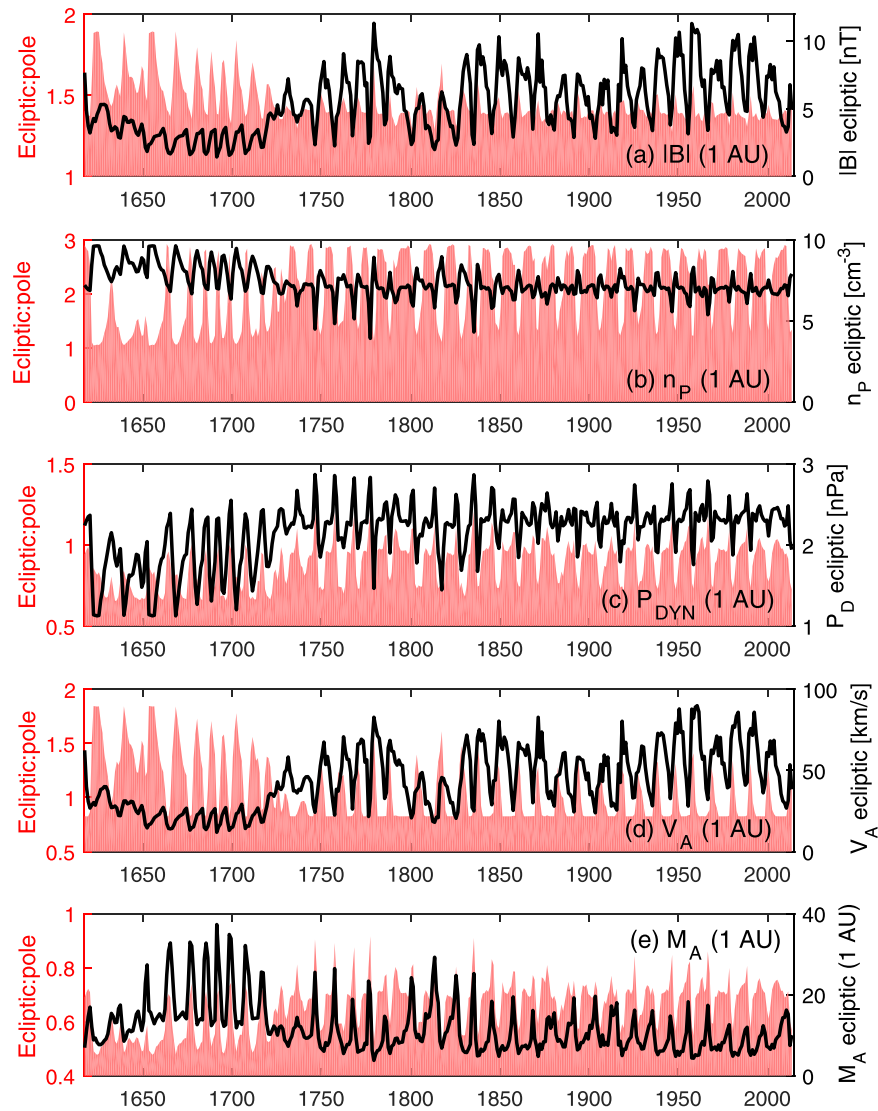 2
1.5
1
Ecliptic:pole
10
5
0
|B| ecliptic [nT]
(a) |B| (1 AU)
1650 1700 1750 1800 1850 1900 1950 2000
3
2
1
0
Ecliptic:pole
10
5
0
n_P ecliptic [cm^-3]
(b) n_P (1 AU)
1650 1700 1750 1800 1850 1900 1950 2000
1.5
1
0.5
Ecliptic:pole
3
2
1
P_D ecliptic [nPa]
(c) P_DYN (1 AU)
1650 1700 1750 1800 1850 1900 1950 2000
2
1.5
1
0.5
Ecliptic:pole
100
50
0
V_A ecliptic [km/s]
(d) V_A (1 AU)
1650 1700 1750 1800 1850 1900 1950 2000
1
0.8
0.6
0.4
Ecliptic:pole
40
20
0
M_A ecliptic (1 AU)
(e) M_A (1 AU)
1650 1700 1750 1800 1850 1900 1950 2000